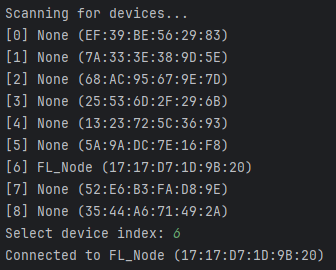 Scanning for devices...
[0] None (EF:39:BE:56:29:83)
[1] None (7A:33:3E:38:9D:5E)
[2] None (68:AC:95:67:9E:7D)
[3] None (25:53:6D:2F:29:6B)
[4] None (13:23:72:5C:36:93)
[5] None (5A:9A:DC:7E:16:F8)
[6] FL_Node (17:17:D7:1D:9B:20)
[7] None (52:E6:B3:FA:D8:9E)
[8] None (35:44:A6:71:49:2A)
Select device index: 6
Connected to FL_Node (17:17:D7:1D:9B:20)